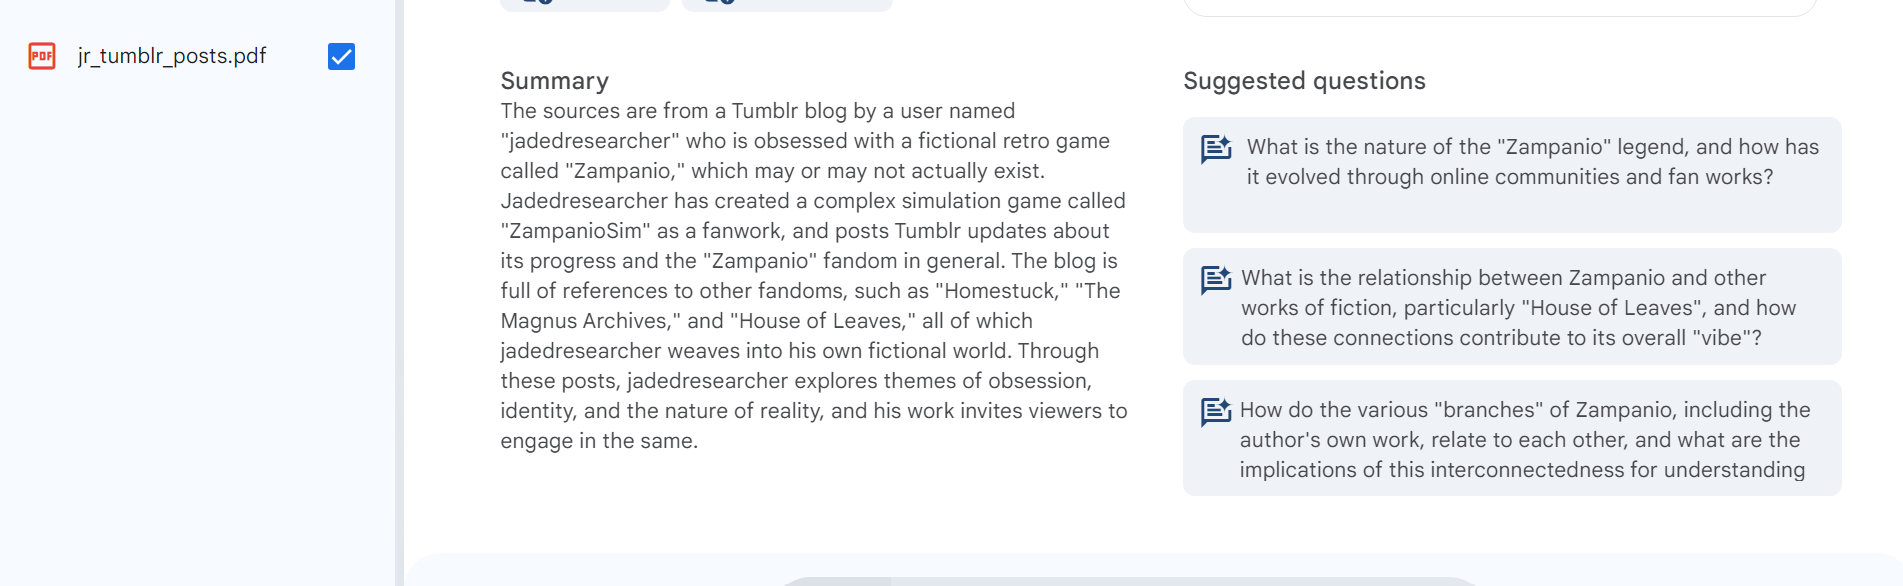 PDF jr_tumblr_posts.pdf
Summary
The sources are from a Tumblr blog by a user named
"jadedresearcher" who is obsessed with a fictional retro game
called "Zampanio," which may or may not actually exist.
Jadedresearcher has created a complex simulation game called
"ZampanioSim" as a fanwork, and posts Tumblr updates about
its progress and the "Zampanio" fandom in general. The blog is
full of references to other fandoms, such as "Homestuck," "The
Magnus Archives," and "House of Leaves," all of which
jadedresearcher weaves into his own fictional world. Through
these posts, jadedresearcher explores themes of obsession,
identity, and the nature of reality, and his work invites viewers to
engage in the same.
Suggested questions
What is the nature of the "Zampanio" legend, and how has
it evolved through online communities and fan works?
What is the relationship between Zampanio and other
works of fiction, particularly "House of Leaves", and how
do these connections contribute to its overall "vibe"?
How do the various "branches" of Zampanio, including the
author's own work, relate to each other, and what are the
implications of this interconnectedness for understanding